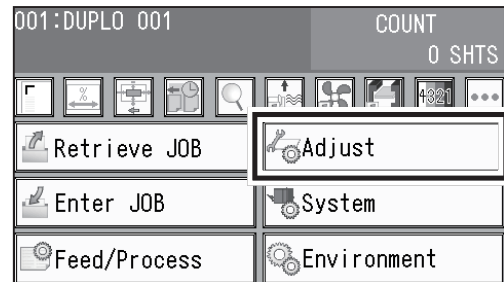 001:DUPLO 001
COUNT
0 SHTS
%
4321
Retrieve JOB
Adjust
Enter JOB
System
Feed/Process
Environment